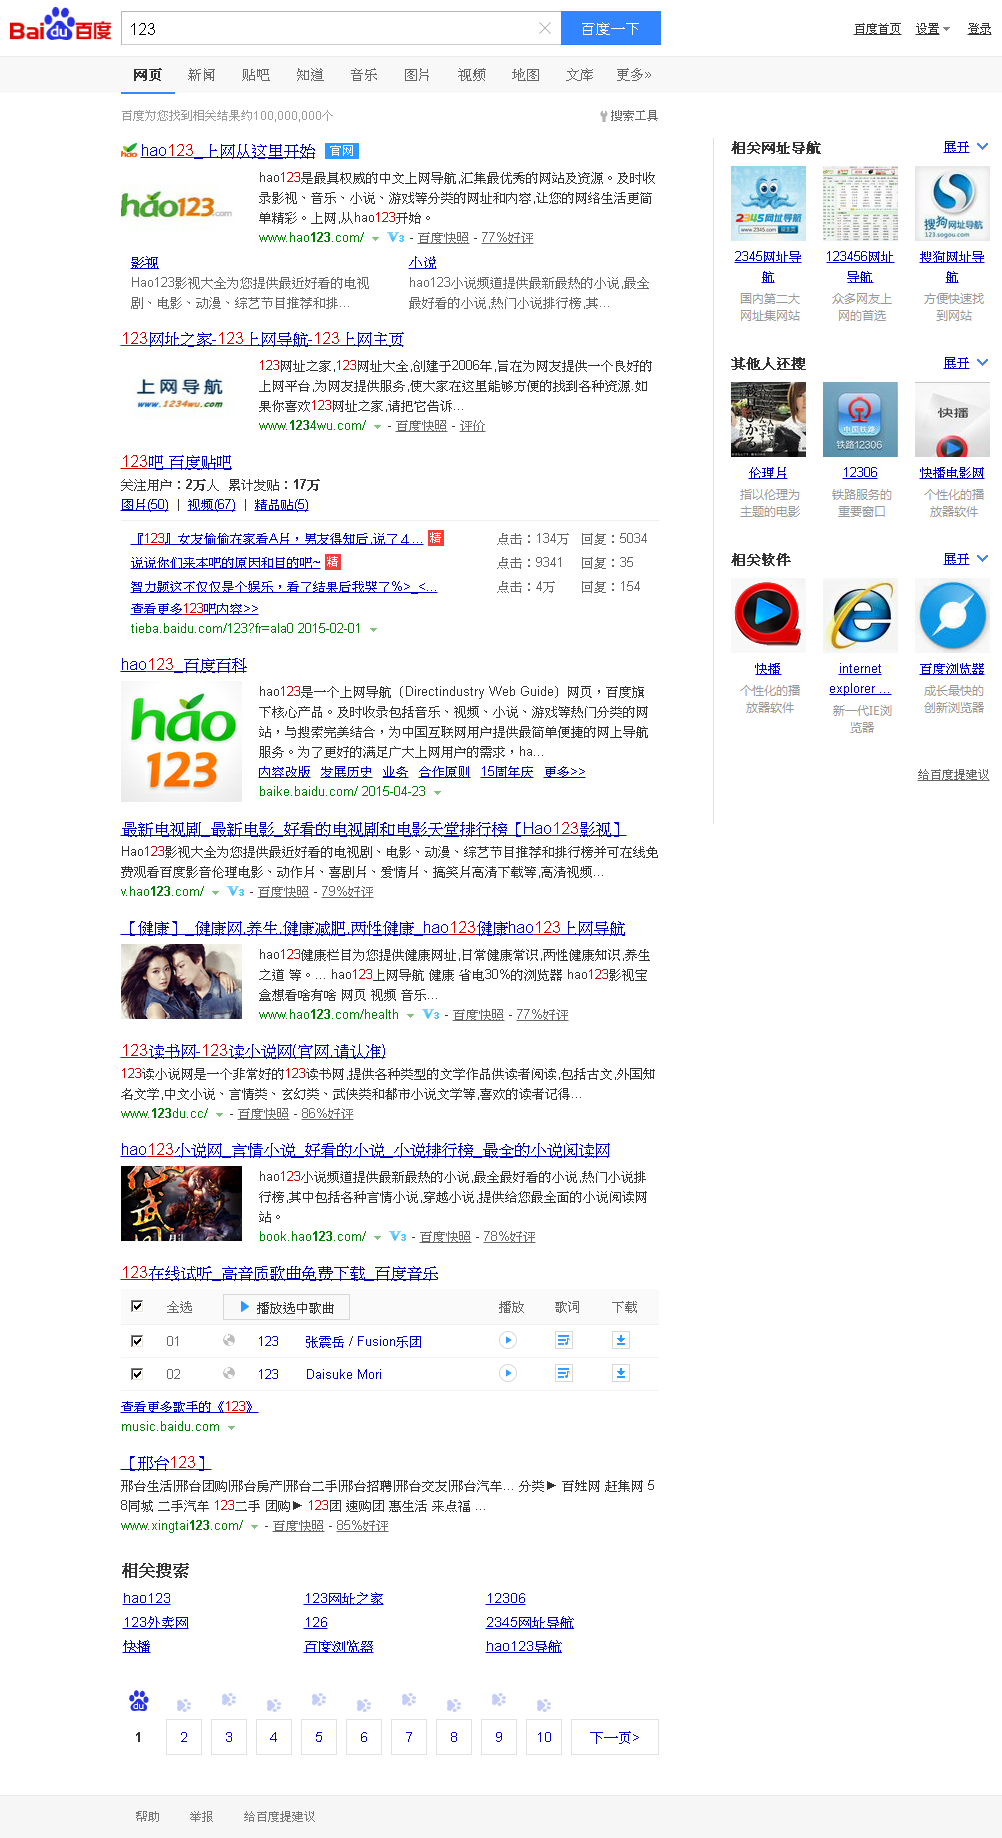 Bai du 百度
123
百度一下
百度首页 设置 登录
网页 新闻 贴吧 知道 音乐 图片 视频 地图 文库 更多»
百度为您找到相关结果约100,000,000个
搜索工具
hao123_上网从这里开始 官网
hao123.com
hao123是最具权威的中文上网导航,汇集最优秀的网站及资源。及时收
录影视、音乐、小说、游戏等分类的网址和内容,让您的网络生活更简
单精彩。上网,从hao123开始。
www.hao123.com/ V3 - 百度快照 - 77%好评
影视
Hao123影视大全为您提供最近好看的电视
剧、电影、动漫、综艺节目推荐和排...
小说
hao123小说频道提供最新最热的小说,最全
最好看的小说,热门小说排行榜,其...
123网址之家-123上网导航-123上网主页
上网导航
www.1234wu.com
123网址之家,123网址大全,创建于2006年,旨在为网友提供一个良好的
上网平台,为网友提供服务,使大家在这里能够方便的找到各种资源.如
果你喜欢123网址之家,请把它告诉...
www.1234wu.com/ - 百度快照 - 评价
123吧_百度贴吧
关注用户：2万人 累计发贴：17万
图片(50) | 视频(67) | 精品贴(5)
『123』女友偷偷在家看A片，男友得知后,说了4... 精 点击：134万 回复：5034
说说你们来本吧的原因和目的吧~ 精 点击：9341 回复：35
智力题这不仅仅是个娱乐，看了结果后我哭了%>_<... 点击：4万 回复：154
查看更多123吧内容>>
tieba.baidu.com/123?fr=ala0 2015-02-01
hao123_百度百科
hao
123
hao123是一个上网导航（Directindustry Web Guide）网页，百度旗
下核心产品。及时收录包括音乐、视频、小说、游戏等热门分类的网
站，与搜索完美结合，为中国互联网用户提供最简单便捷的网上导航
服务。为了更好的满足广大上网用户的需求，ha...
内容改版 发展历史 业务 合作原则 15周年庆 更多>>
baike.baidu.com/ 2015-04-23
最新电视剧_最新电影_好看的电视剧和电影天堂排行榜【Hao123影视】
Hao123影视大全为您提供最近好看的电视剧、电影、动漫、综艺节目推荐和排行榜并可在线免
费观看百度影音伦理电影、动作片、喜剧片、爱情片、搞笑片高清下载等,高清视频...
v.hao123.com/ V3 - 百度快照 - 79%好评
【健康】_健康网,养生,健康减肥,两性健康_hao123健康hao123上网导航
hao123健康栏目为您提供健康网址,日常健康常识,两性健康知识,养生
之道 等。... hao123上网导航 健康 省电30%的浏览器 hao123影视宝
盒想看啥有啥 网页 视频 音乐...
www.hao123.com/health V3 - 百度快照 - 77%好评
123读书网-123读小说网(官网,请认准)
123读小说网是一个非常好的123读书网,提供各种类型的文学作品供读者阅读,包括古文,外国知
名文学,中文小说、言情类、玄幻类、武侠类和都市小说文学等,喜欢的读者记得...
www.123du.cc/ - 百度快照 - 86%好评
hao123小说网_言情小说_好看的小说_小说排行榜_最全的小说阅读网
hao123小说频道提供最新最热的小说,最全最好看的小说,热门小说排
行榜,其中包括各种言情小说,穿越小说,提供给您最全面的小说阅读网
站。
book.hao123.com/ V3 - 百度快照 - 78%好评
123在线试听_高音质歌曲免费下载_百度音乐
全选 播放选中歌曲 播放 歌词 下载
01 123 张震岳 / Fusion乐团
02 123 Daisuke Mori
查看更多歌手的《123》
music.baidu.com
【邢台123】
邢台生活|邢台团购|邢台房产|邢台二手|邢台招聘|邢台交友|邢台汽车... 分类► 百姓网 赶集网 5
8同城 二手汽车 123二手 团购► 123团 速购团 惠生活 来点福 ...
www.xingtai123.com/ - 百度快照 - 85%好评
相关搜索
hao123 123网址之家 12306
123外卖网 126 2345网址导航
快播 百度浏览器 hao123导航
du
1 2 3 4 5 6 7 8 9 10 下一页>
帮助 举报 给百度提建议
相关网址导航 展开
2345网址导航
www.2345.com
搜狗网址导航
123.sogou.com
2345网址导
航
国内第二大
网址集网站
123456网址
导航
众多网友上
网的首选
搜狗网址导
航
方便快速找
到网站
其他人还搜 展开
中国铁路
铁路12306
快播
伦理片
指以伦理为
主题的电影
12306
铁路服务的
重要窗口
快播电影网
个性化的播
放器软件
相关软件 展开
快播
个性化的播
放器软件
internet
explorer ...
新一代IE浏
览器
百度浏览器
成长最快的
创新浏览器
给百度提建议